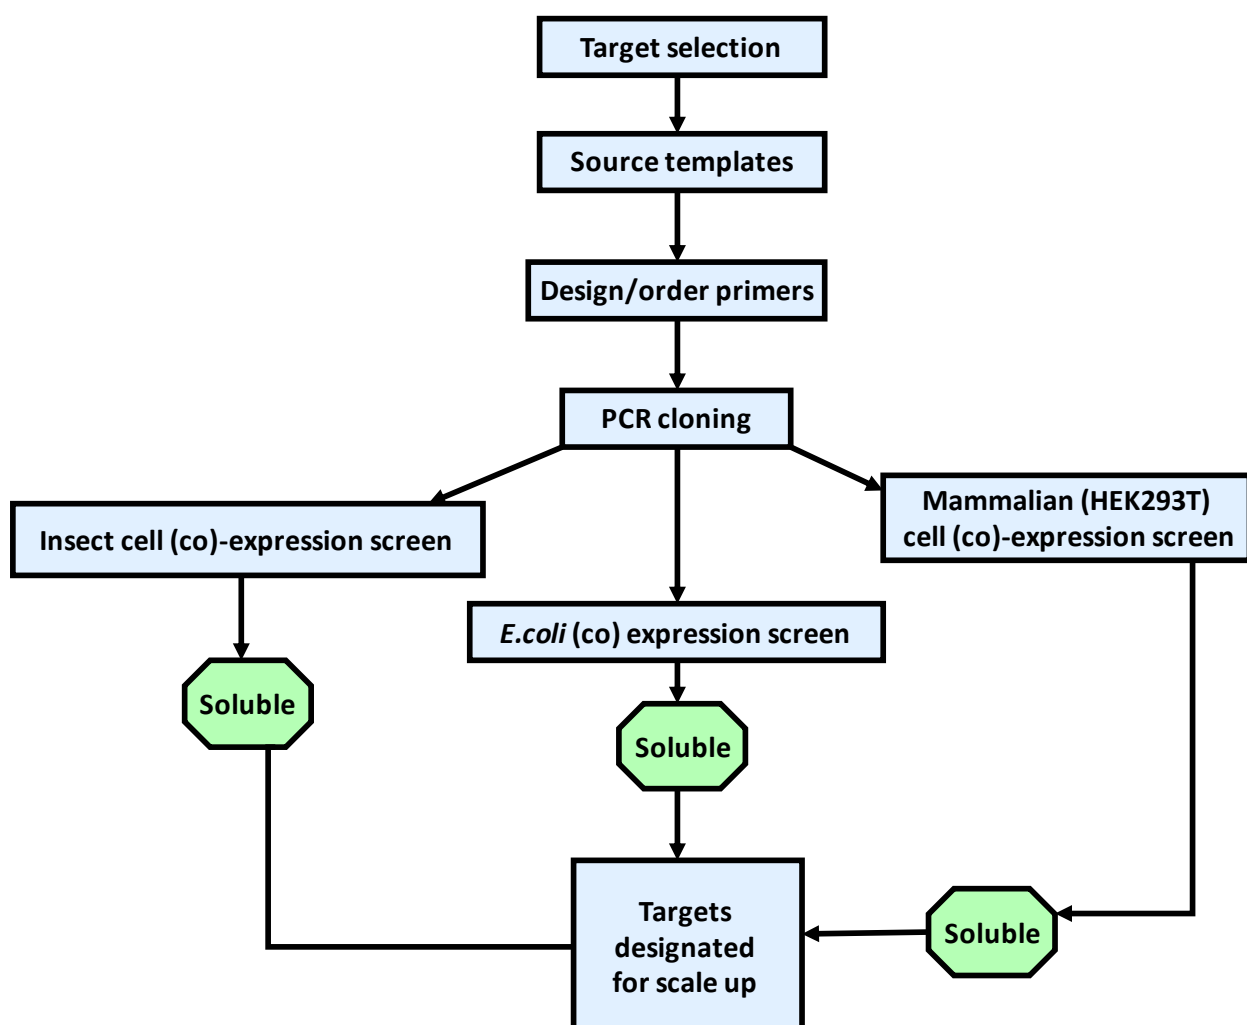 Target selection
Source templates
Design/order primers
PCR cloning
Insect cell (co)-expression screen
Mammalian (HEK293T)
cell (co)-expression screen
E.coli (co) expression screen
Soluble
Soluble
Soluble
Targets
designated
for scale up